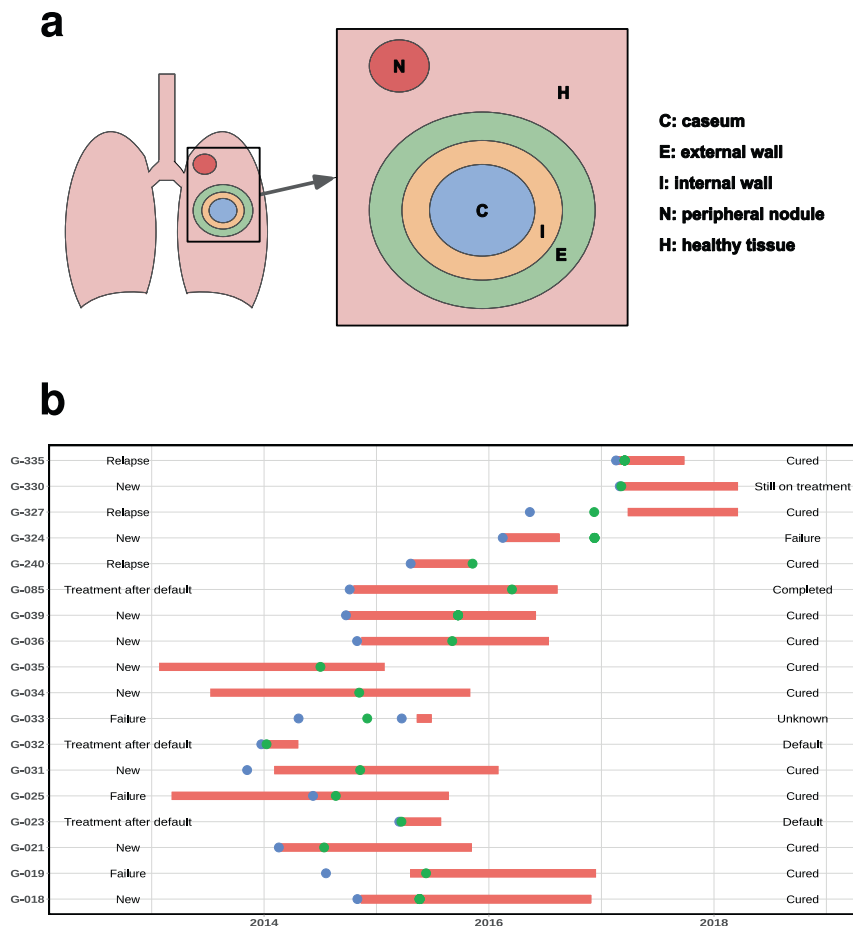 a
N
H
C
I
E
C: caseum
E: external wall
I: internal wall
N: peripheral nodule
H: healthy tissue
b
G-335 Relapse Cured
G-330 New Still on treatment
G-327 Relapse Cured
G-324 New Failure
G-240 Relapse Cured
G-085 Treatment after default Completed
G-039 New Cured
G-036 New Cured
G-035 New Cured
G-034 New Cured
G-033 Failure Unknown
G-032 Treatment after default Default
G-031 New Cured
G-025 Failure Cured
G-023 Treatment after default Default
G-021 New Cured
G-019 Failure Cured
G-018 New Cured
2014 2016 2018